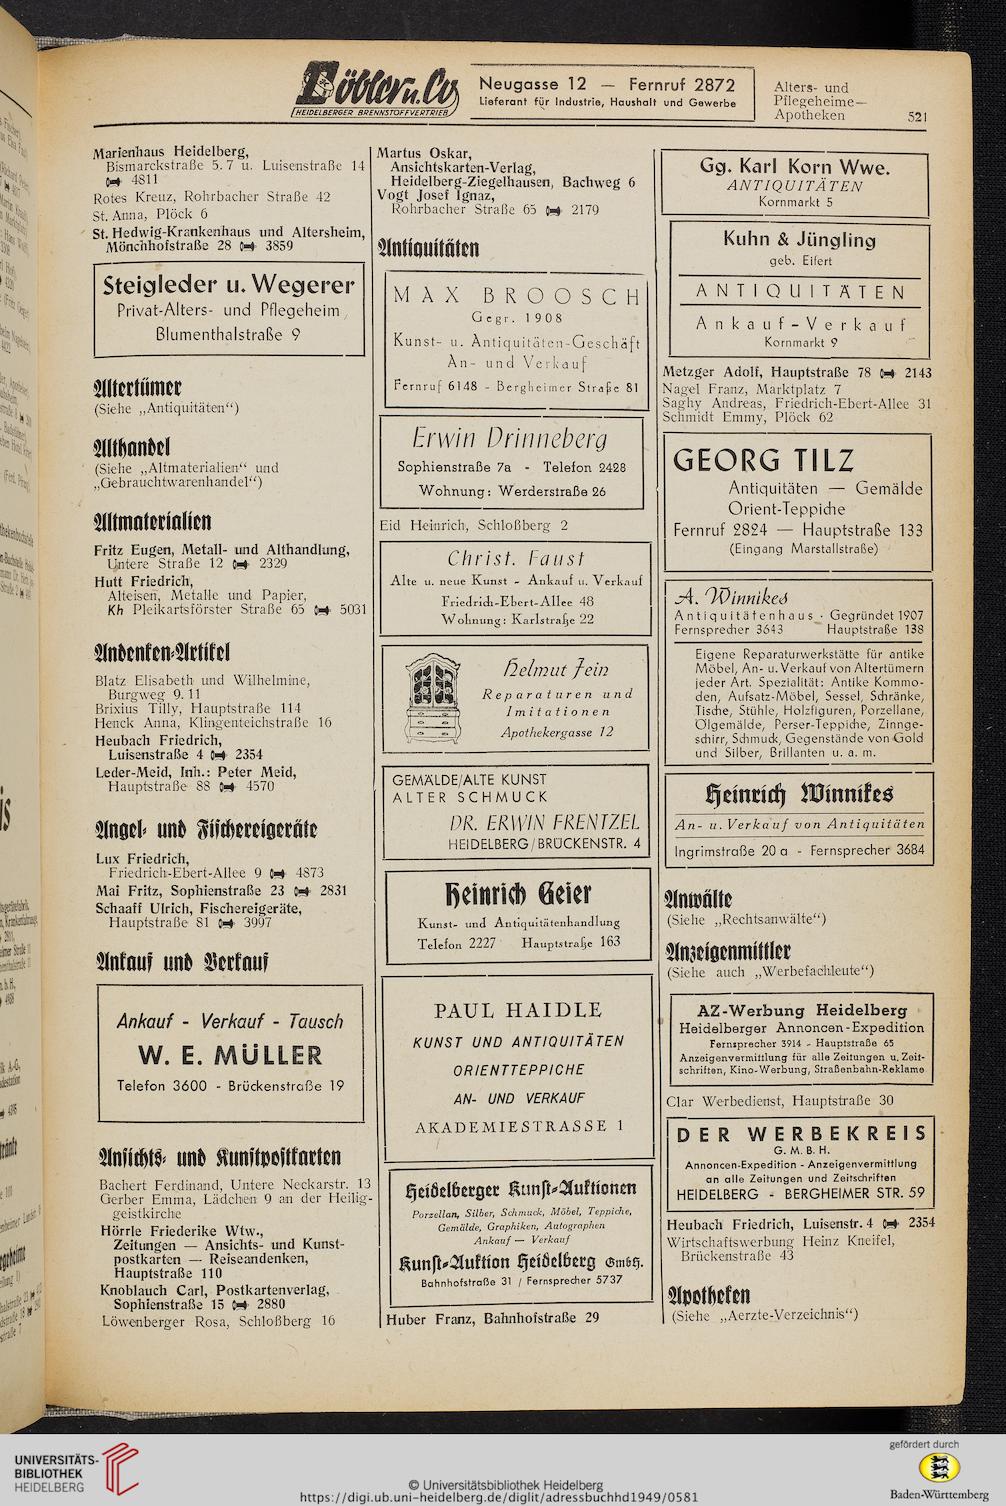 Döbler u. Co
HEIDELBERGER BRENNSTOFFVERTRIEB
Neugasse 12 — Fernruf 2872
Lieferant für Industrie, Haushalt und Gewerbe
Alters- und
Pflegeheime—
Apotheken
521
Marienhaus Heidelberg,
Bismarckstraße 5. 7 u. Luisenstraße 14
4811
Rotes Kreuz, Rohrbacher Straße 42
St. Anna, Plöck 6
St. Hedwig-Krankenhaus und Altersheim,
Mönchhofstraße 28 3859
Steigleder u. Wegerer
Privat-Alters- und Pflegeheim
Blumenthalstraße 9
Altertümer
(Siehe „Antiquitäten“)
Althandel
(Siehe „Altmaterialien“ und
„Gebrauchtwarenhandel“)
Altmaterialien
Fritz Eugen, Metall- und Althandlung,
Untere Straße 12 2329
Hutt Friedrich,
Alteisen, Metalle und Papier,
Kh Pleikartsförster Straße 65 5031
Andenken-Artikel
Blatz Elisabeth und Wilhelmine,
Burgweg 9. 11
Brixius Tilly, Hauptstraße 114
Henck Anna, Klingenteichstraße 16
Heubach Friedrich,
Luisenstraße 4 2354
Leder-Meid, Inh.: Peter Meid,
Hauptstraße 88 4570
Angel- und Fischereigeräte
Lux Friedrich,
Friedrich-Ebert-Allee 9 4873
Mai Fritz, Sophienstraße 23 2831
Schaaff Ulrich, Fischereigeräte,
Hauptstraße 81 3997
Ankauf und Verkauf
Ankauf - Verkauf - Tausch
W. E. MÜLLER
Telefon 3600 - Brückenstraße 19
Ansichts- und Kunstpostkarten
Bachert Ferdinand, Untere Neckarstr. 13
Gerber Emma, Lädchen 9 an der Heilig-
geistkirche
Hörrle Friederike Wtw.,
Zeitungen — Ansichts- und Kunst-
postkarten — Reiseandenken,
Hauptstraße 110
Knoblauch Carl, Postkartenverlag,
Sophienstraße 15 2880
Löwenberger Rosa, Schloßberg 16
Martus Oskar,
Ansichtskarten-Verlag,
Heidelberg-Ziegelhausen, Bachweg 6
Vogt Josef Ignaz,
Rohrbacher Straße 65 2179
Antiquitäten
MAX BROOSCH
Gegr. 1908
Kunst- u. Antiquitäten-Geschäft
An- und Verkauf
Fernruf 6148 - Bergheimer Straße 81
Erwin Drinneberg
Sophienstraße 7a - Telefon 2428
Wohnung: Werderstraße 26
Eid Heinrich, Schloßberg 2
Christ. Faust
Alte u. neue Kunst - Ankauf u. Verkauf
Friedrich-Ebert-Allee 48
Wohnung: Karlstraße 22
Helmut Fein
Reparaturen und
Imitationen
Apothekergasse 12
GEMÄLDE/ALTE KUNST
ALTER SCHMUCK
DR. ERWIN FRENTZEL
HEIDELBERG/BRÜCKENSTR. 4
Heinrich Geier
Kunst- und Antiquitätenhandlung
Telefon 2227 Hauptstraße 163
PAUL HAIDLE
KUNST UND ANTIQUITÄTEN
ORIENTTEPPICHE
AN- UND VERKAUF
AKADEMIESTRASSE 1
Heidelberger Kunst-Auktionen
Porzellan, Silber, Schmuck, Möbel, Teppiche,
Gemälde, Graphiken, Autographen
Ankauf — Verkauf
Kunst-Auktion Heidelberg GmbH.
Bahnhofstraße 31 / Fernsprecher 5737
Huber Franz, Bahnhofstraße 29
Gg. Karl Korn Wwe.
ANTIQUITÄTEN
Kornmarkt 5
Kuhn & Jüngling
geb. Eifert
ANTIQUITÄTEN
Ankauf - Verkauf
Kornmarkt 9
Metzger Adolf, Hauptstraße 78 2143
Nagel Franz, Marktplatz 7
Saghy Andreas, Friedrich-Ebert-Allee 31
Schmidt Emmy, Plöck 62
GEORG TILZ
Antiquitäten — Gemälde
Orient-Teppiche
Fernruf 2824 — Hauptstraße 133
(Eingang Marstallstraße)
A. Winnikes
Antiquitätenhaus · Gegründet 1907
Fernsprecher 3643 Hauptstraße 138
Eigene Reparaturwerkstätte für antike
Möbel, An- u. Verkauf von Altertümern
jeder Art. Spezialität: Antike Kommo-
den, Aufsatz-Möbel, Sessel, Schränke,
Tische, Stühle, Holzfiguren, Porzellane,
Ölgemälde, Perser-Teppiche, Zinnge-
schirr, Schmuck, Gegenstände von Gold
und Silber, Brillanten u. a. m.
Heinrich Winnikes
An- u. Verkauf von Antiquitäten
Ingrimstraße 20 a - Fernsprecher 3684
Anwälte
(Siehe „Rechtsanwälte“)
Anzeigenmittler
(Siehe auch „Werbefachleute“)
AZ-Werbung Heidelberg
Heidelberger Annoncen-Expedition
Fernsprecher 3914 - Hauptstraße 65
Anzeigenvermittlung für alle Zeitungen u. Zeit-
schriften, Kino-Werbung, Straßenbahn-Reklame
Clar Werbedienst, Hauptstraße 30
DER WERBEKREIS
G. M. B. H.
Annoncen-Expedition - Anzeigenvermittlung
an alle Zeitungen und Zeitschriften
HEIDELBERG - BERGHEIMER STR. 59
Heubach Friedrich, Luisenstr. 4 2354
Wirtschaftswerbung Heinz Kneifel,
Brückenstraße 43
Apotheken
(Siehe „Aerzte-Verzeichnis“)
UNIVERSITÄTS-
BIBLIOTHEK
HEIDELBERG
© Universitätsbibliothek Heidelberg
https://digi.ub.uni-heidelberg.de/diglit/adressbuchhd1949/0581
gefördert durch
Baden-Württemberg